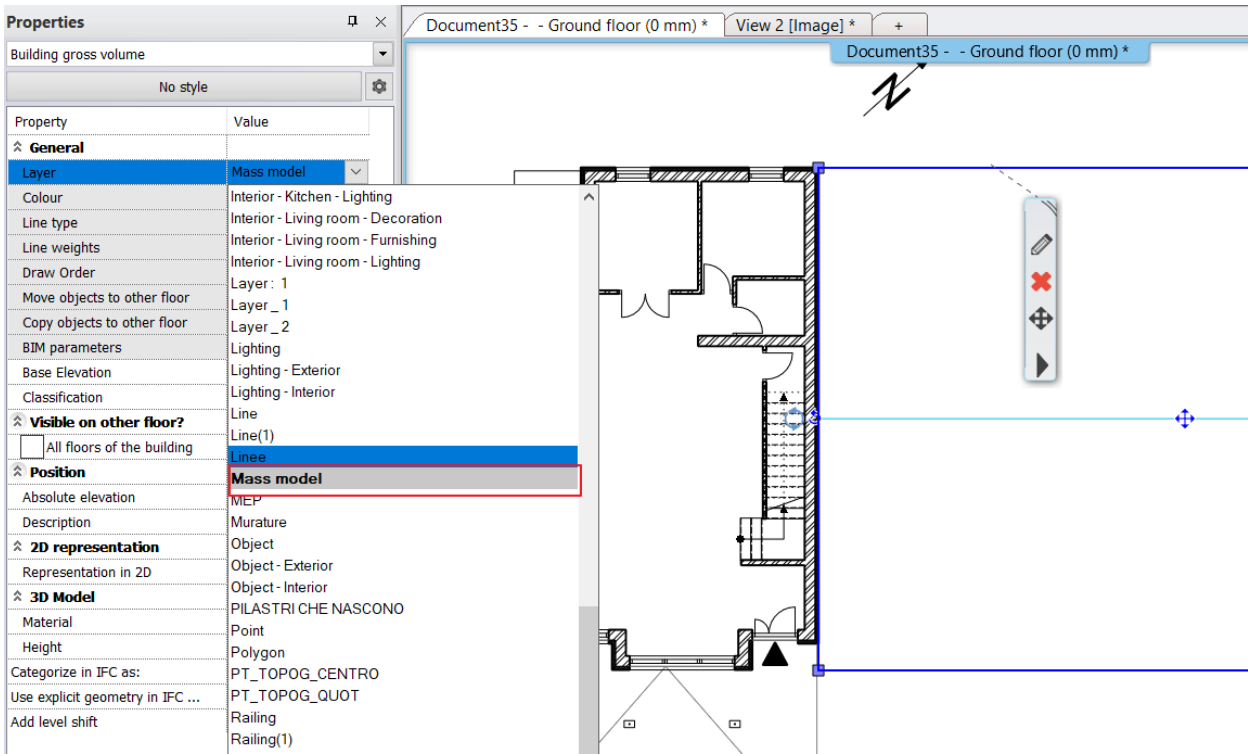 Properties
Building gross volume
No style
Property Value
General
Layer Mass model
Colour
Line type
Line weights
Draw Order
Move objects to other floor
Copy objects to other floor
BIM parameters
Base Elevation
Classification
Visible on other floor?
All floors of the building
Position
Absolute elevation
Description
2D representation
Representation in 2D
3D Model
Material
Height
Categorize in IFC as:
Use explicit geometry in IFC ...
Add level shift
Interior - Kitchen - Lighting
Interior - Living room - Decoration
Interior - Living room - Furnishing
Interior - Living room - Lighting
Layer: 1
Layer_1
Layer_2
Lighting
Lighting - Exterior
Lighting - Interior
Line
Line(1)
Linee
Mass model
MEP
Murature
Object
Object - Exterior
Object - Interior
PILASTRI CHE NASCONO
Point
Polygon
PT_TOPOG_CENTRO
PT_TOPOG_QUOT
Railing
Railing(1)
Document35 - - Ground floor (0 mm) * View 2 [Image] * +
Document35 - - Ground floor (0 mm) *
N